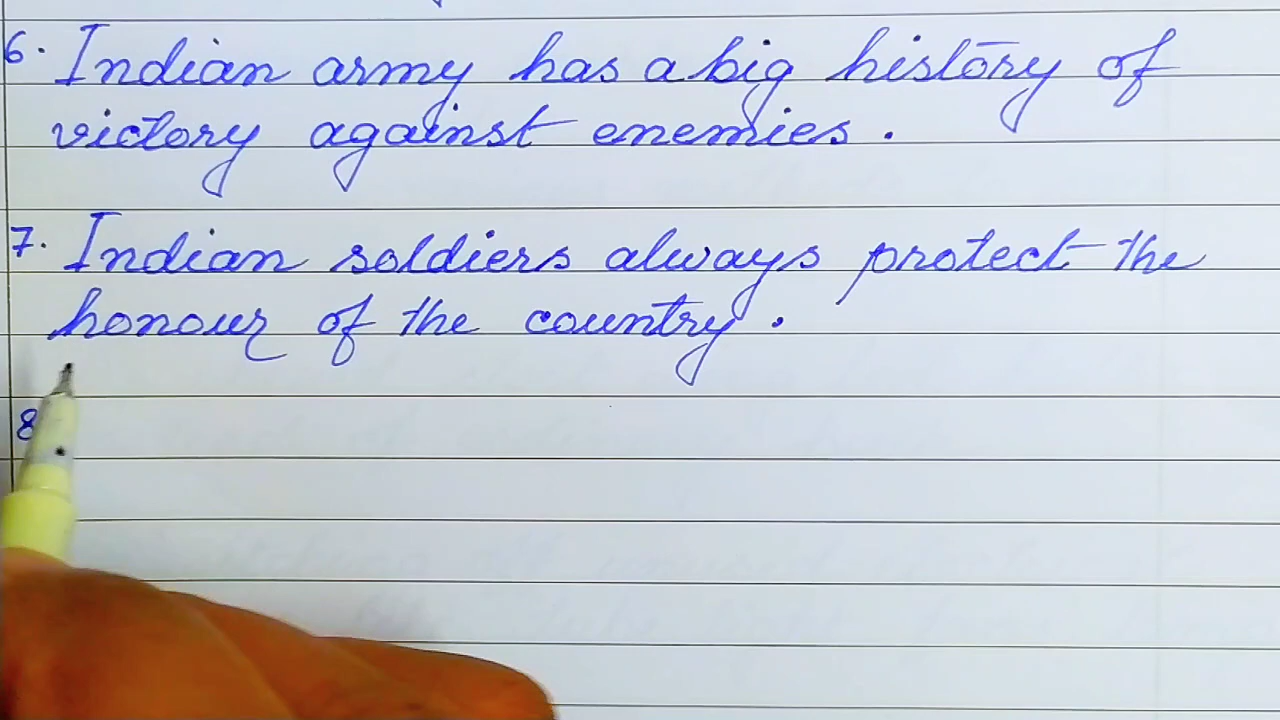 6. Indian army has a big history of
victory against enemies.
7. Indian soldiers always protect the
honour of the country.
8